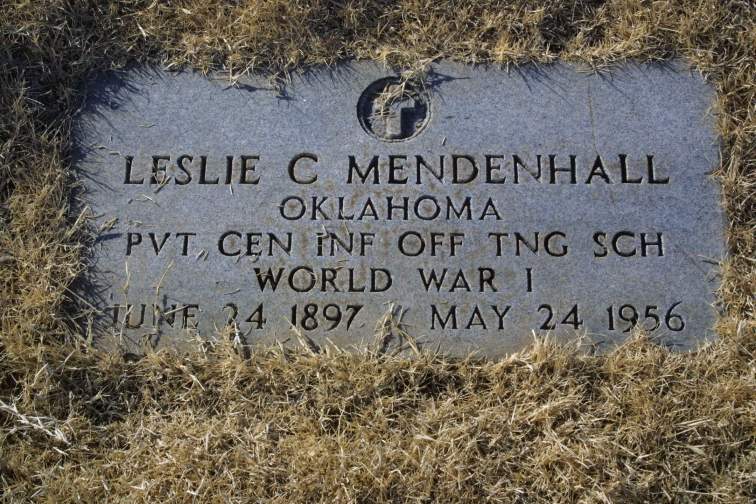 LESLIE C MENDENHALL
OKLAHOMA
PVT CEN INF OFF TNG SCH
WORLD WAR I
JUNE 24 1897 MAY 24 1956